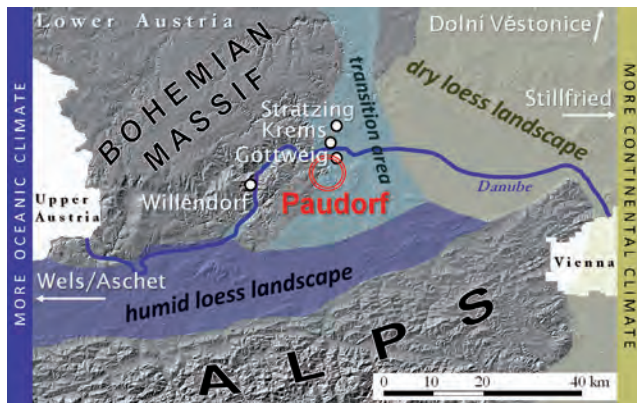 Lower Austria
Dolní Věstonice
BOHEMIAN
MASSIF
transition area
dry loess landscape
Stratzing
Krems
Göttweig
Stillfried
Willendorf
Paudorf
Danube
Upper
Austria
Vienna
Wels/Aschet
humid loess landscape
ALPS
MORE OCEANIC CLIMATE
MORE CONTINENTAL CLIMATE
0 10 20 40 km